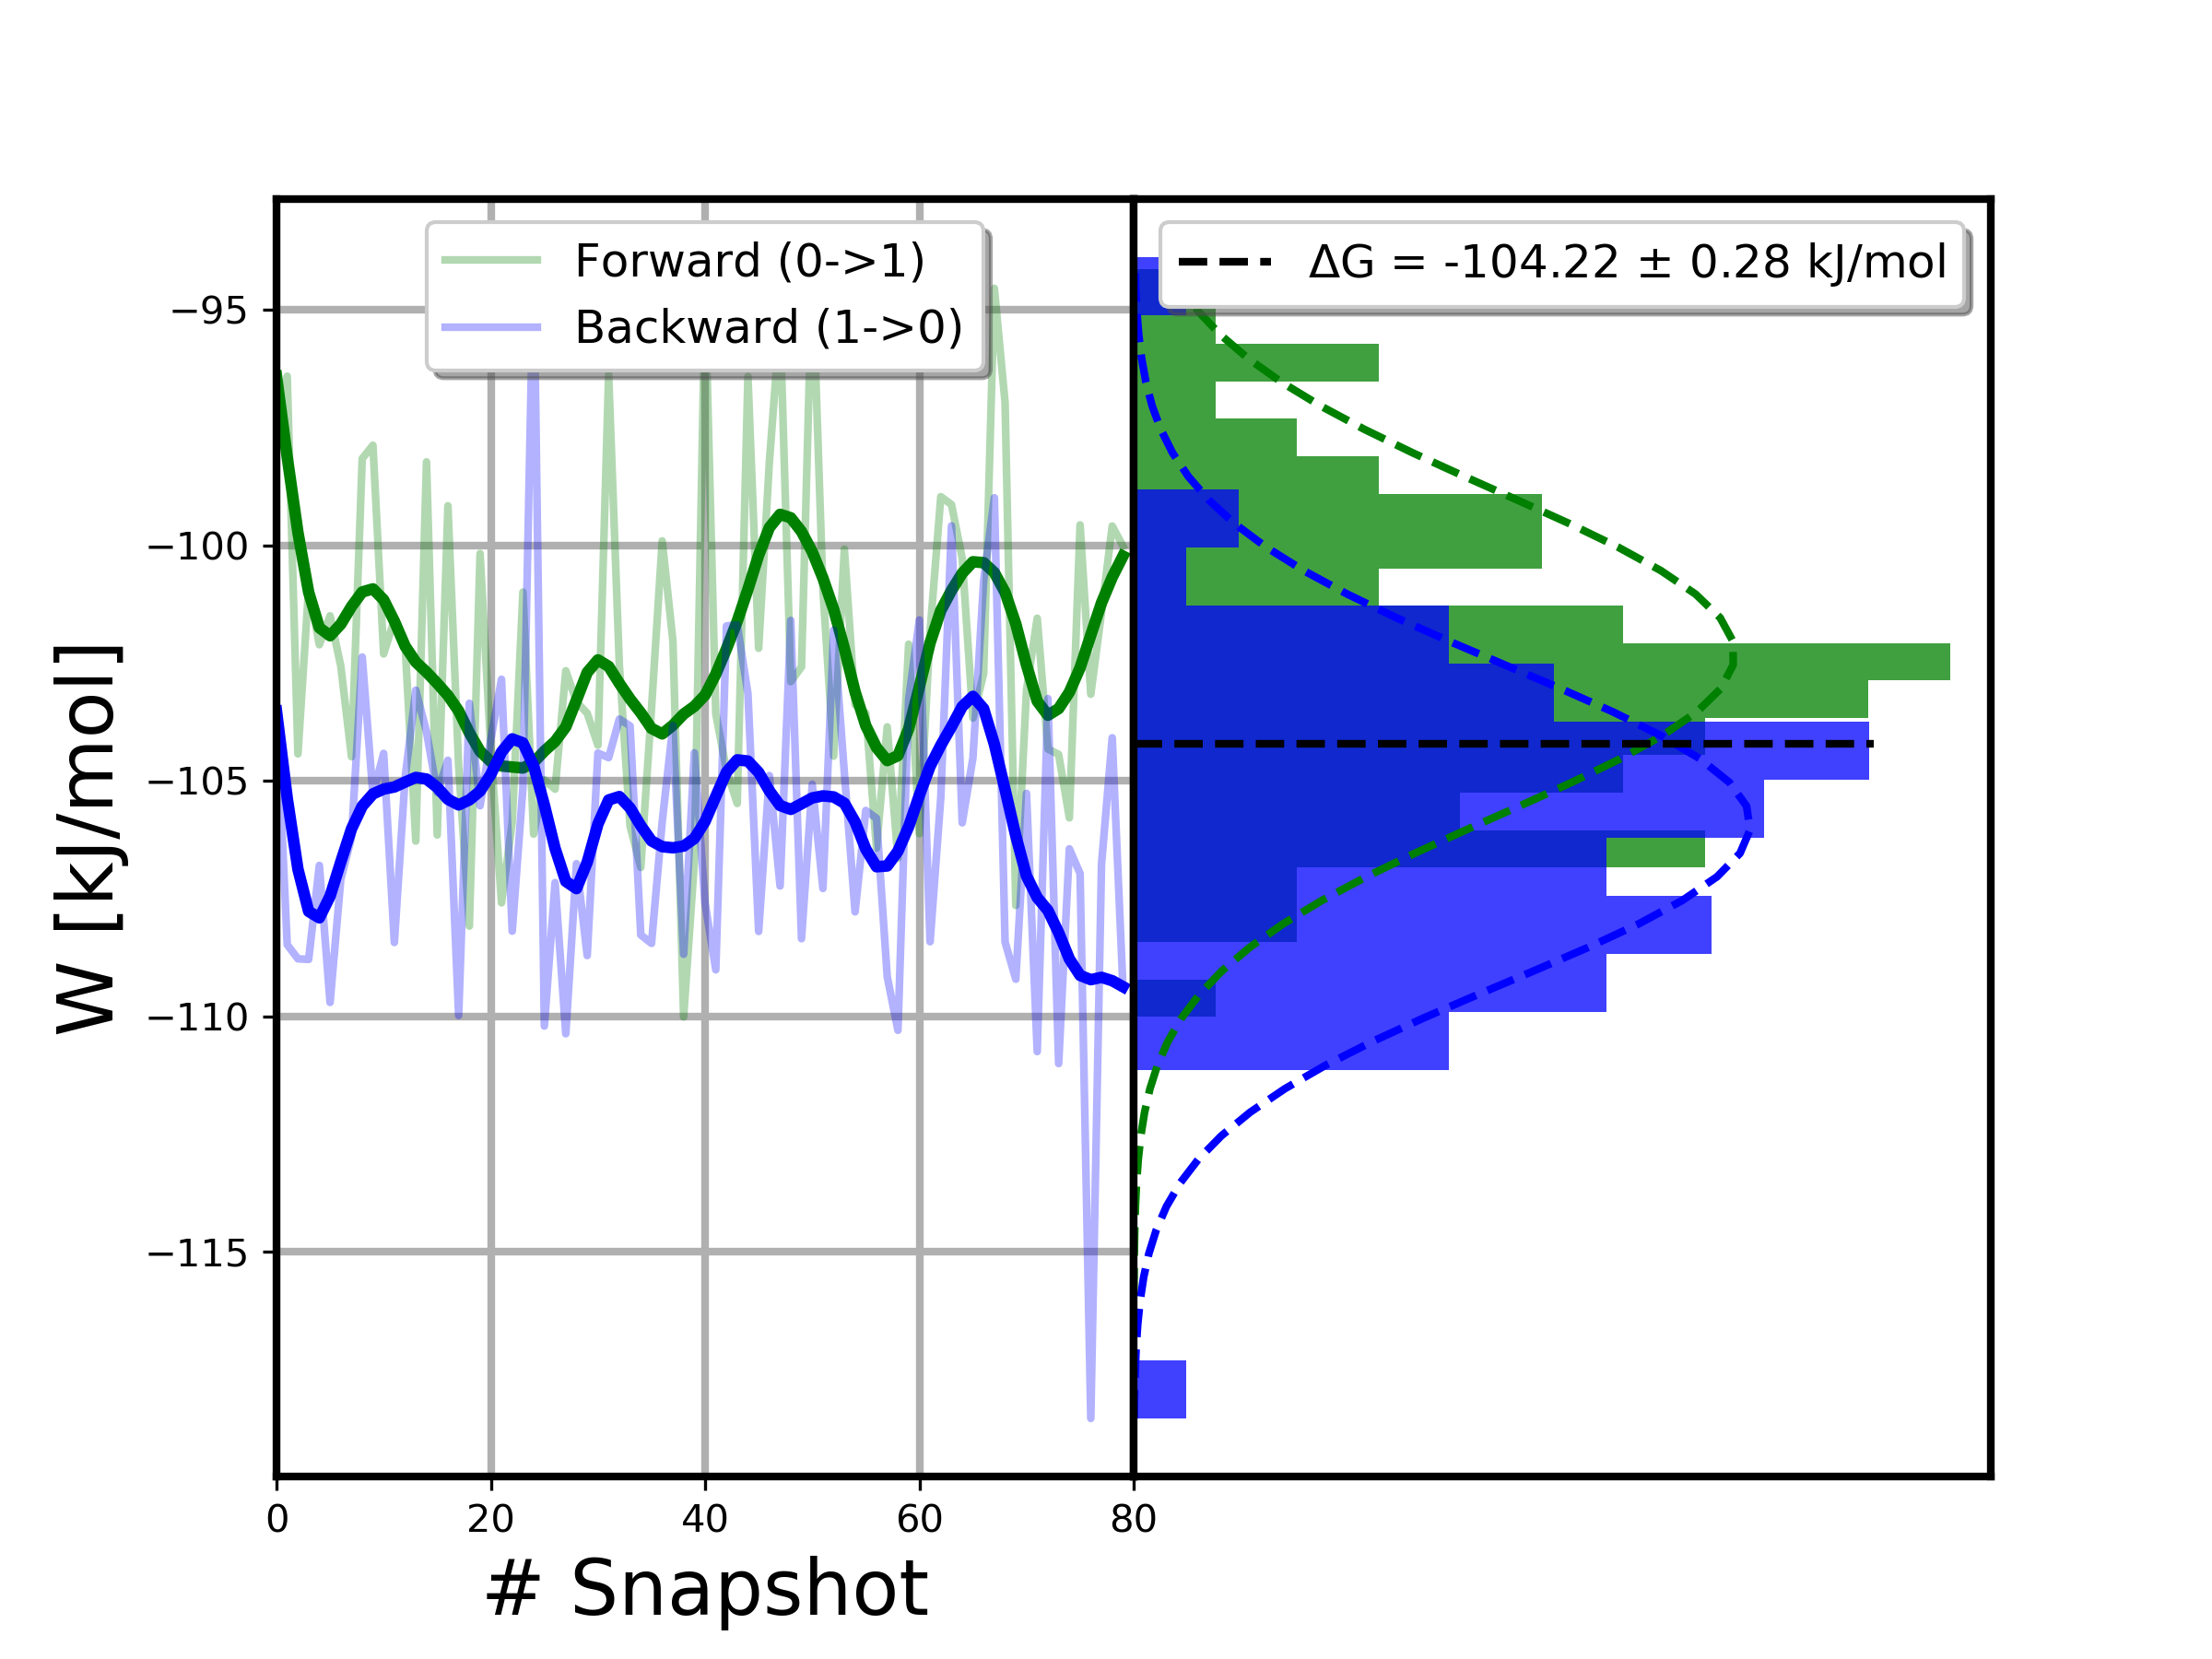 Forward (0->1)
Backward (1->0)
ΔG = -104.22 ± 0.28 kJ/mol
−95
−100
−105
−110
−115
W [kJ/mol]
0 20 40 60 80
# Snapshot